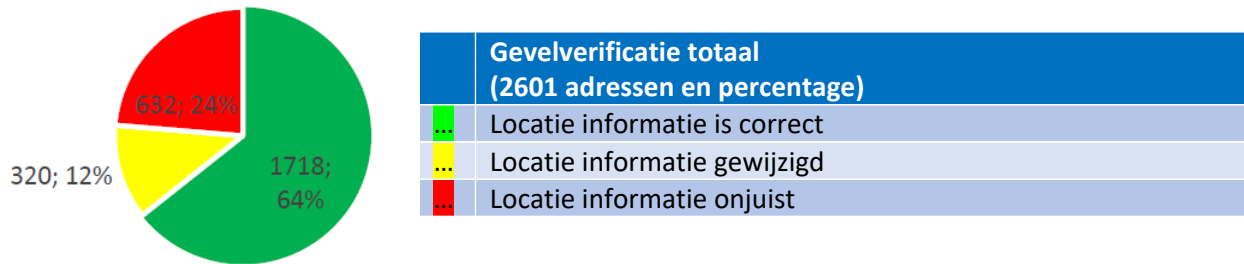 632; 24%
320; 12%
1718;
64%
Gevelverificatie totaal
(2601 adressen en percentage)
... Locatie informatie is correct
... Locatie informatie gewijzigd
... Locatie informatie onjuist